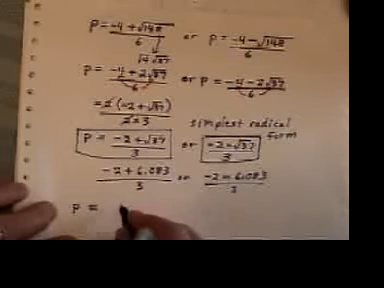 p = -4 + √148 / 6 or p = -4 - √148 / 6
√4 √37
p = -4 + 2√37 / 6 or p = -4 - 2√37 / 6
= 2(-2 + √37) / 2·3
simplest radical form
p = -2 + √37 / 3 or -2 - √37 / 3
-2 + 6.083 / 3 or -2 - 6.083 / 3
p =